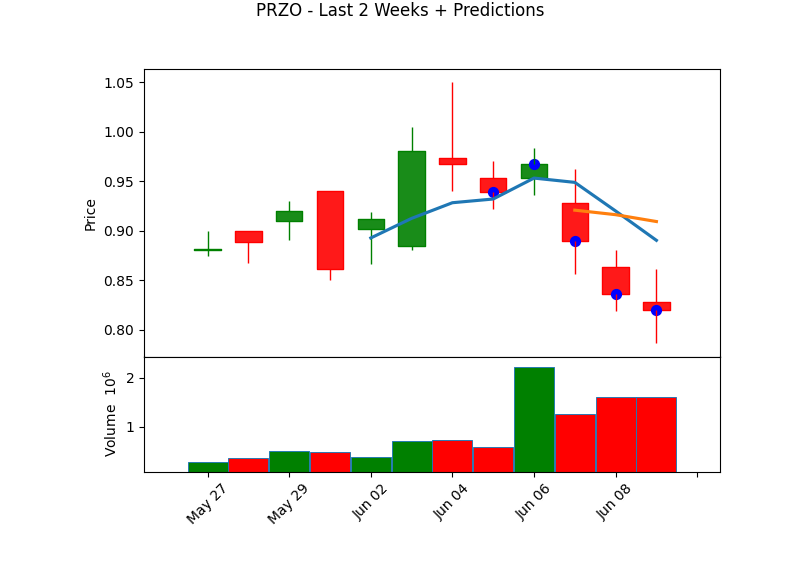 PRZO - Last 2 Weeks + Predictions
1.05
1.00
0.95
0.90
0.85
0.80
Price
2
1
Volume 10^6
May 27
May 29
Jun 02
Jun 04
Jun 06
Jun 08